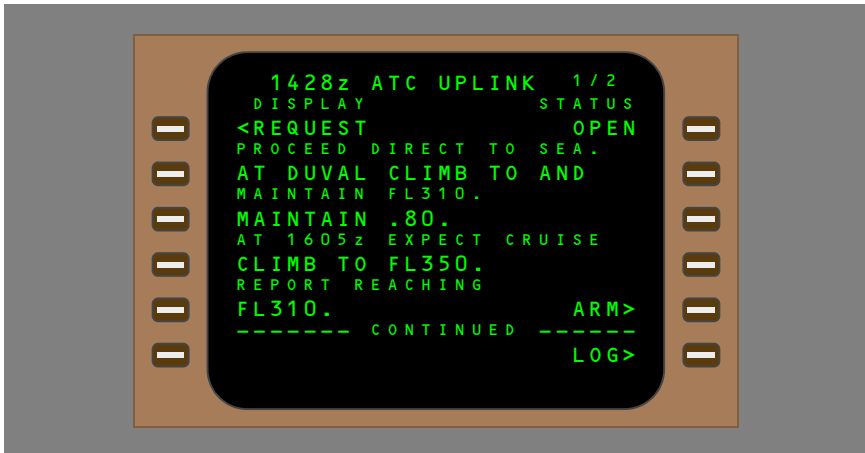 1428z ATC UPLINK 1/2
DISPLAY STATUS
<REQUEST OPEN
PROCEED DIRECT TO SEA.
AT DUVAL CLIMB TO AND
MAINTAIN FL310.
MAINTAIN .80.
AT 1605z EXPECT CRUISE
CLIMB TO FL350.
REPORT REACHING
FL310. ARM>
------- CONTINUED ------
LOG>